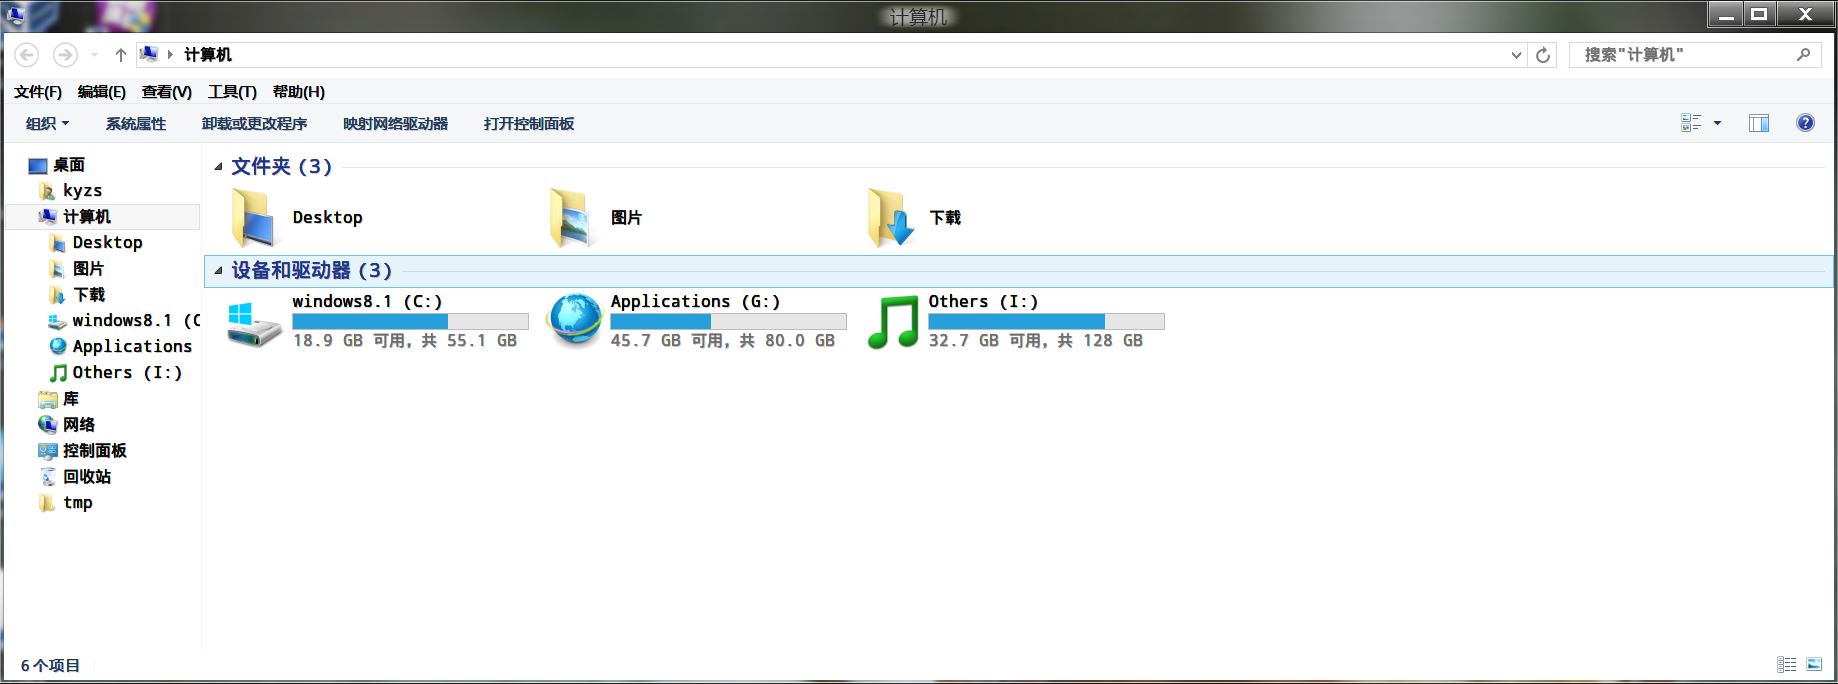 计算机
计算机
搜索"计算机"
文件(F) 编辑(E) 查看(V) 工具(T) 帮助(H)
组织 系统属性 卸载或更改程序 映射网络驱动器 打开控制面板
桌面
kyzs
计算机
Desktop
图片
下载
windows8.1 (C
Applications
Others (I:)
库
网络
控制面板
回收站
tmp
文件夹 (3)
Desktop
图片
下载
设备和驱动器 (3)
windows8.1 (C:)
18.9 GB 可用，共 55.1 GB
Applications (G:)
45.7 GB 可用，共 80.0 GB
Others (I:)
32.7 GB 可用，共 128 GB
6 个项目